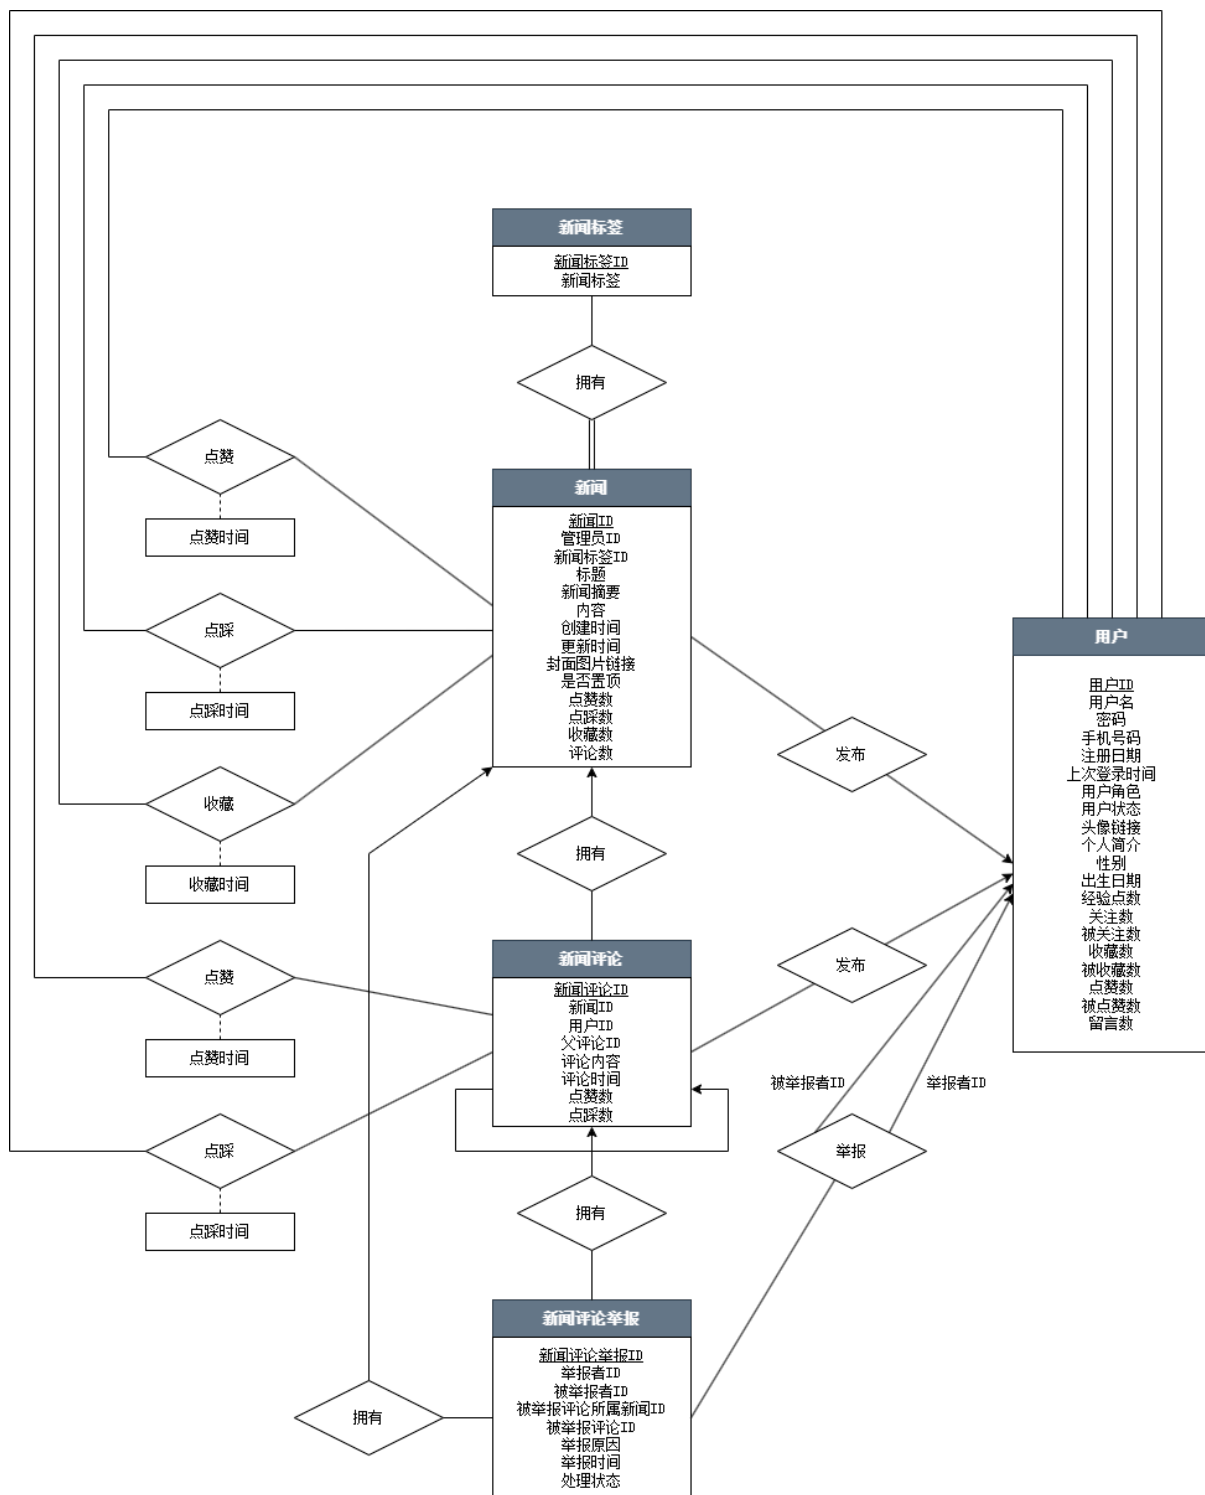 新闻标签
新闻标签ID
新闻标签
拥有
点赞
点赞时间
点踩
点踩时间
收藏
收藏时间
点赞
点赞时间
点踩
点踩时间
新闻
新闻ID
管理员ID
新闻标签ID
标题
新闻摘要
内容
创建时间
更新时间
封面图片链接
是否置顶
点赞数
点踩数
收藏数
评论数
拥有
新闻评论
新闻评论ID
新闻ID
用户ID
父评论ID
评论内容
评论时间
点赞数
点踩数
拥有
新闻评论举报
新闻评论举报ID
举报者ID
被举报者ID
被举报评论所属新闻ID
被举报评论ID
举报原因
举报时间
处理状态
拥有
发布
发布
被举报者ID
举报者ID
举报
用户
用户ID
用户名
密码
手机号码
注册日期
上次登录时间
用户角色
用户状态
头像链接
个人简介
性别
出生日期
经验点数
关注数
被关注数
收藏数
被收藏数
点赞数
被点赞数
留言数